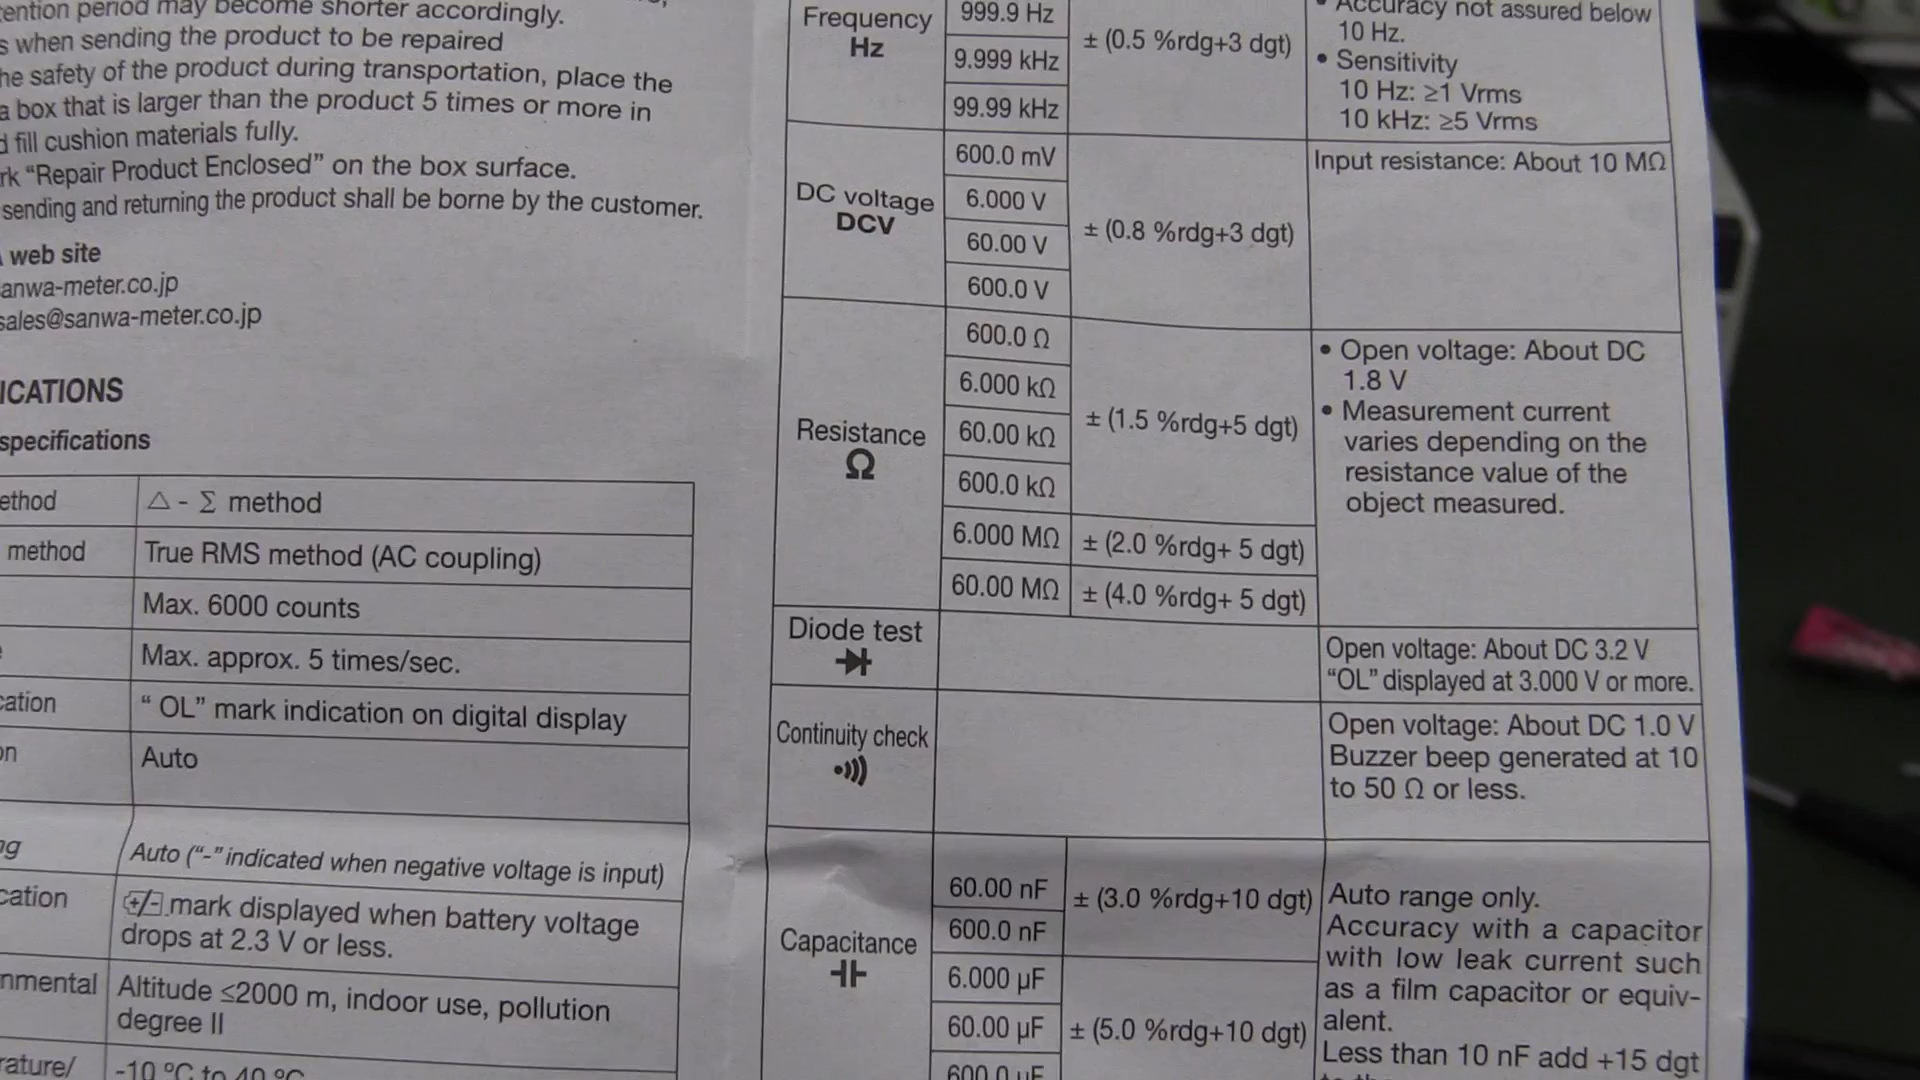 ention period may become shorter accordingly.
s when sending the product to be repaired
he safety of the product during transportation, place the
a box that is larger than the product 5 times or more in
d fill cushion materials fully.
rk “Repair Product Enclosed” on the box surface.
sending and returning the product shall be borne by the customer.
web site
anwa-meter.co.jp
sales@sanwa-meter.co.jp
ICATIONS
specifications
ethod △ - ∑ method
method True RMS method (AC coupling)
Max. 6000 counts
Max. approx. 5 times/sec.
cation “ OL” mark indication on digital display
on Auto
ng Auto (“-” indicated when negative voltage is input)
cation +/- mark displayed when battery voltage
drops at 2.3 V or less.
nmental Altitude ≤2000 m, indoor use, pollution
degree II
rature/ -10 ºC to 40 ºC
Frequency
Hz
999.9 Hz
9.999 kHz
99.99 kHz
± (0.5 %rdg+3 dgt)
• Accuracy not assured below
10 Hz.
• Sensitivity
10 Hz: ≥1 Vrms
10 kHz: ≥5 Vrms
DC voltage
DCV
600.0 mV
6.000 V
60.00 V
600.0 V
± (0.8 %rdg+3 dgt)
Input resistance: About 10 MΩ
Resistance
Ω
600.0 Ω
6.000 kΩ
60.00 kΩ
600.0 kΩ
± (1.5 %rdg+5 dgt)
6.000 MΩ ± (2.0 %rdg+ 5 dgt)
60.00 MΩ ± (4.0 %rdg+ 5 dgt)
• Open voltage: About DC
1.8 V
• Measurement current
varies depending on the
resistance value of the
object measured.
Diode test
Open voltage: About DC 3.2 V
“OL” displayed at 3.000 V or more.
Continuity check
Open voltage: About DC 1.0 V
Buzzer beep generated at 10
to 50 Ω or less.
Capacitance
60.00 nF
600.0 nF
± (3.0 %rdg+10 dgt)
6.000 µF
60.00 µF
600.0 µF
± (5.0 %rdg+10 dgt)
Auto range only.
Accuracy with a capacitor
with low leak current such
as a film capacitor or equiv-
alent.
Less than 10 nF add +15 dgt